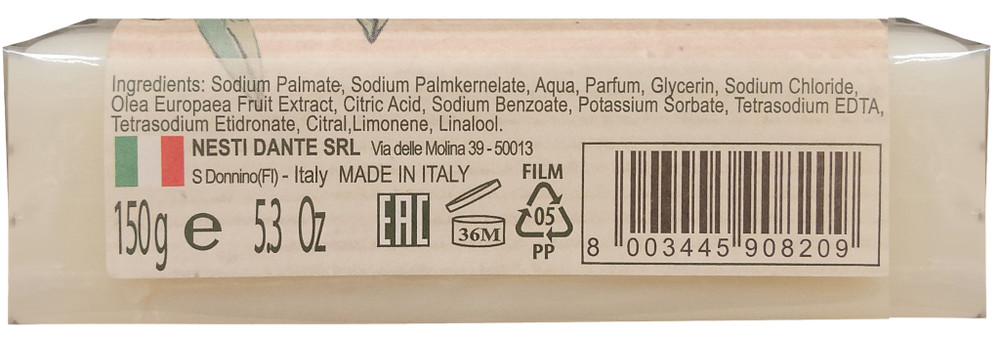 Ingredients: Sodium Palmate, Sodium Palmkernelate, Aqua, Parfum, Glycerin, Sodium Chloride,
Olea Europaea Fruit Extract, Citric Acid, Sodium Benzoate, Potassium Sorbate, Tetrasodium EDTA,
Tetrasodium Etidronate, Citral,Limonene, Linalool.
NESTI DANTE SRL Via delle Molina 39 - 50013
S Donnino(FI) - Italy MADE IN ITALY
150g e 5.3 Oz
EAC
36M
FILM
05
PP
8 003445 908209